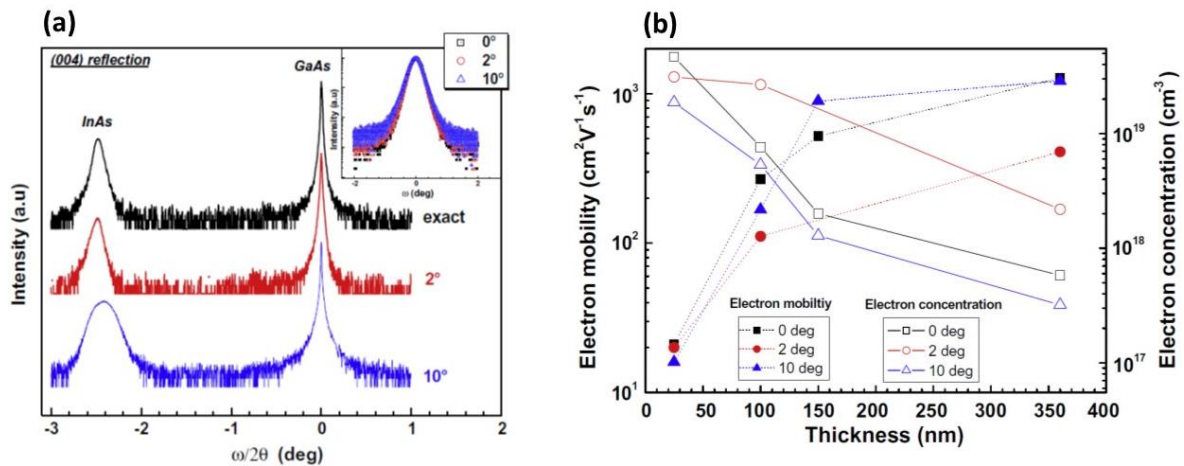 (a)
(004) reflection
InAs
GaAs
0°
2°
10°
Intensity (a.u)
ω (deg)
-2
0
2
exact
2°
10°
Intensity (a.u)
-3
-2
-1
0
1
ω/2θ (deg)
(b)
Electron mobility (cm²V⁻¹s⁻¹)
10³
10²
10¹
Electron mobiltiy
0 deg
2 deg
10 deg
Electron concentration
0 deg
2 deg
10 deg
0
50
100
150
200
250
300
350
400
Thickness (nm)
10¹⁹
10¹⁸
10¹⁷
Electron concentration (cm⁻³)